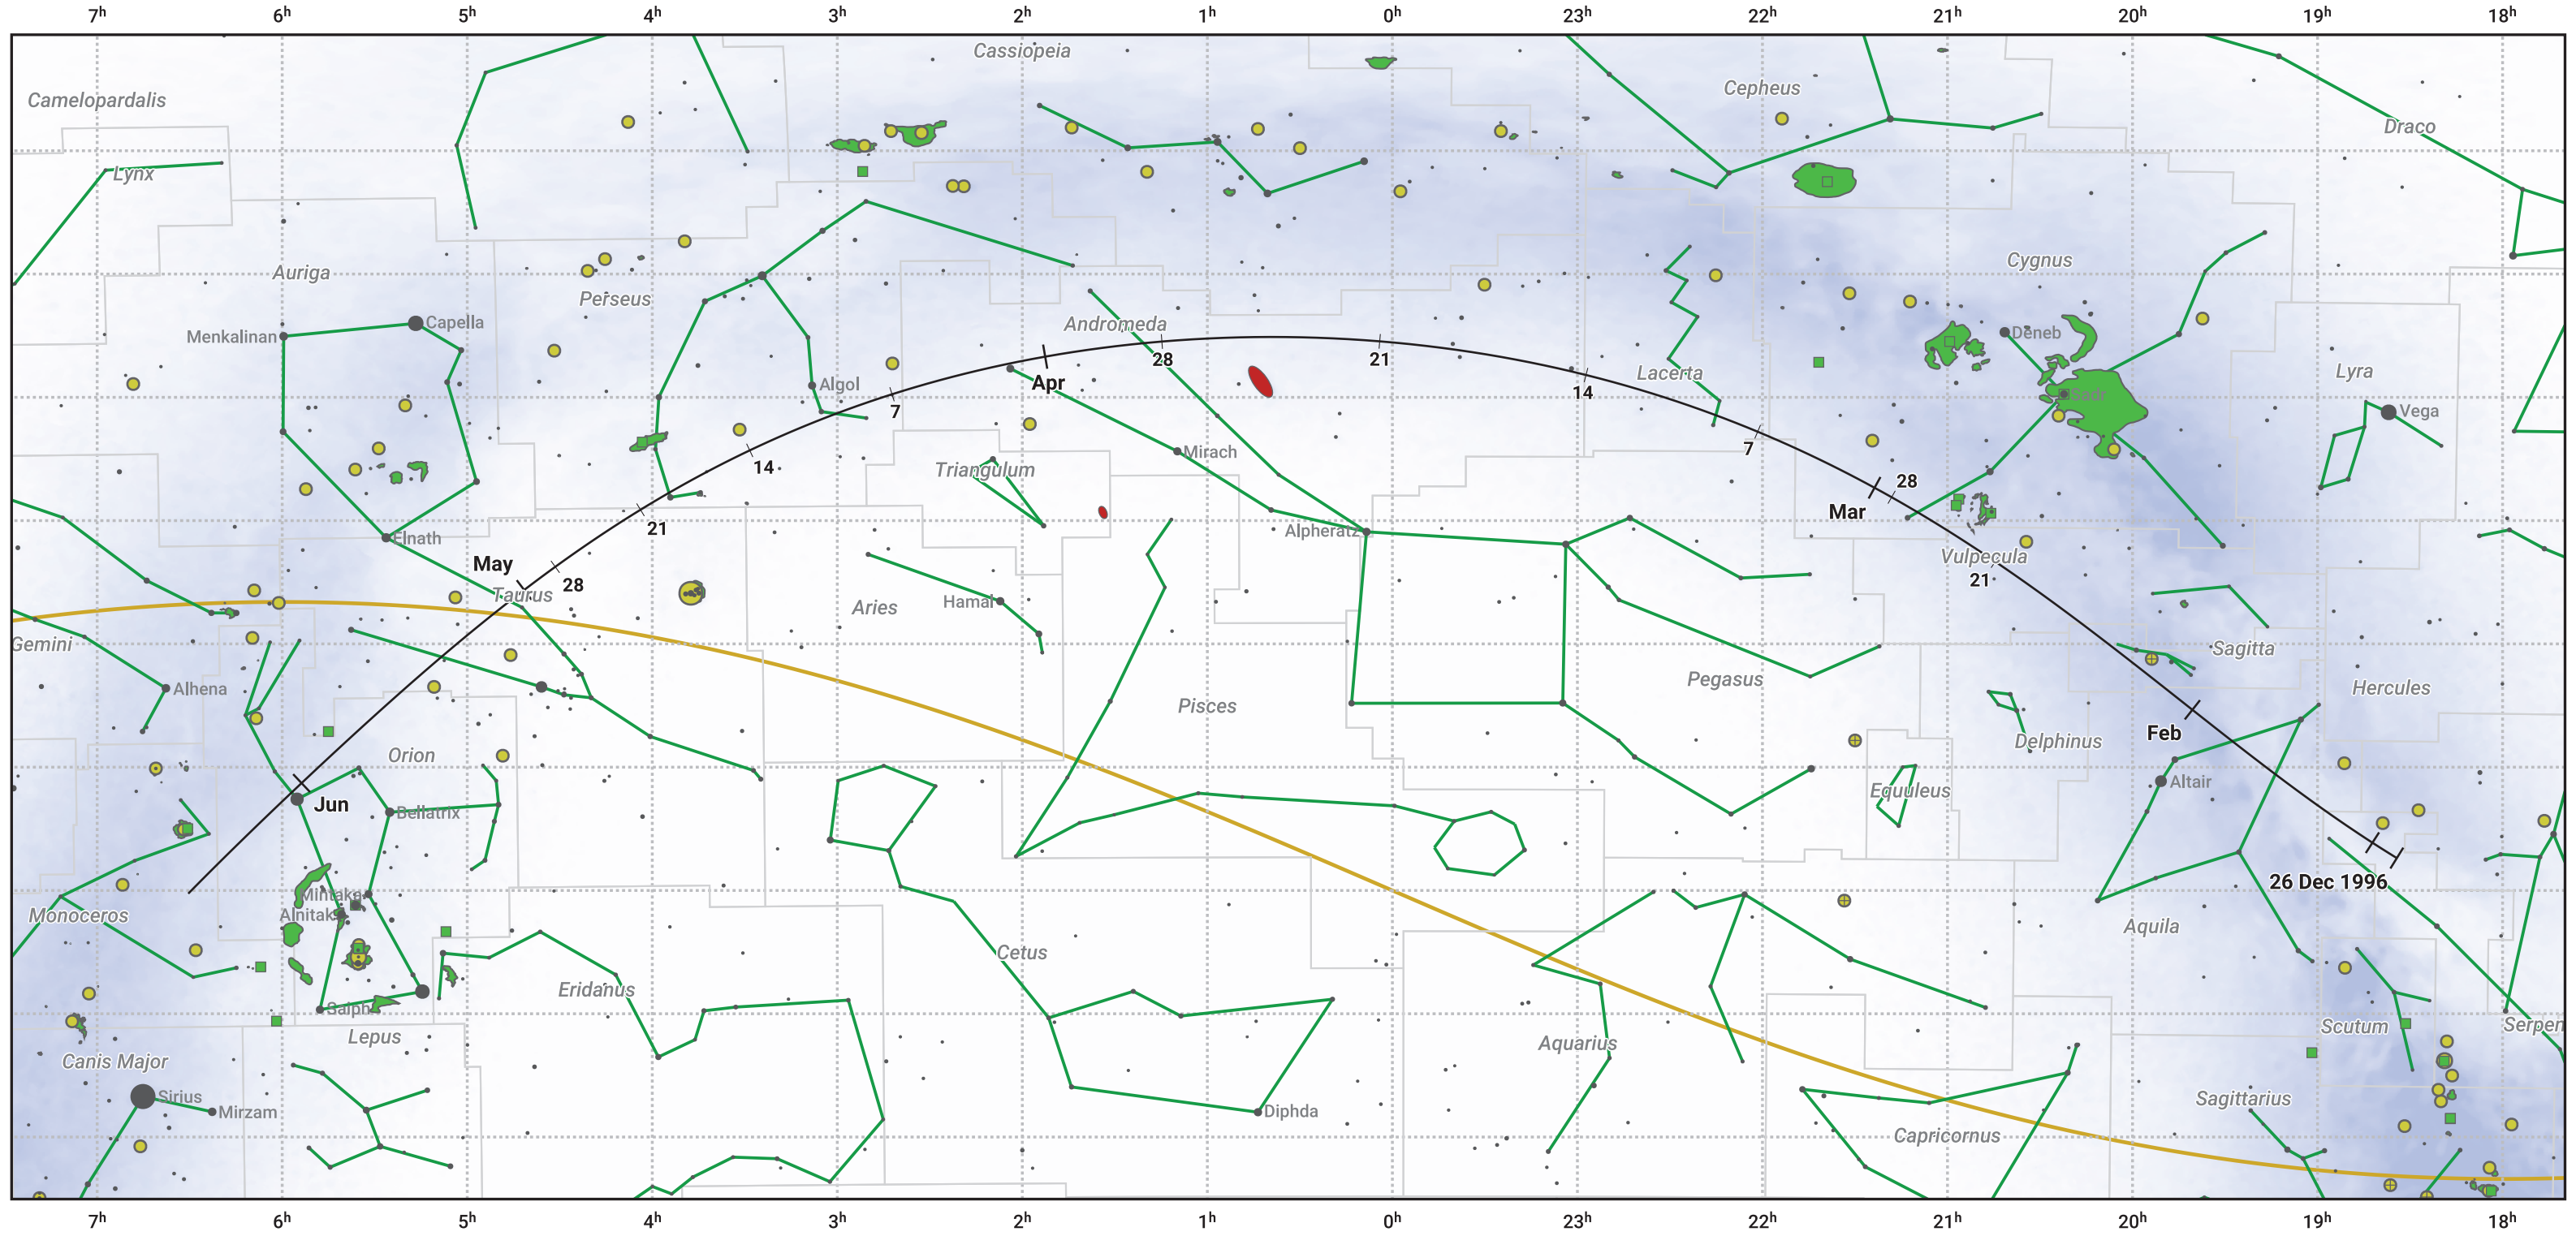 7h 6h 5h 4h 3h 2h 1h 0h 23h 22h 21h 20h 19h 18h
Cassiopeia
Camelopardalis
Cepheus
Draco
Lynx
Cygnus
Auriga
Perseus
Menkalinan
Capella
Andromeda
Deneb
28
21
Lacerta
Lyra
Apr
Algol
14
7
Sadr
Vega
7
Mirach
14
Triangulum
28
Mar
21
Alpheratz
Elnath
May
Vulpecula
28
21
Taurus
Aries
Hamal
Gemini
Sagitta
Alhena
Pegasus
Hercules
Pisces
Feb
Delphinus
Orion
Altair
Equuleus
Jun
Bellatrix
26 Dec 1996
Mintaka
Alnitak
Monoceros
Aquila
Cetus
Eridanus
Saiph
Scutum
Serpen
Lepus
Aquarius
Canis Major
Sirius
Mirzam
Diphda
Sagittarius
Capricornus
7h 6h 5h 4h 3h 2h 1h 0h 23h 22h 21h 20h 19h 18h